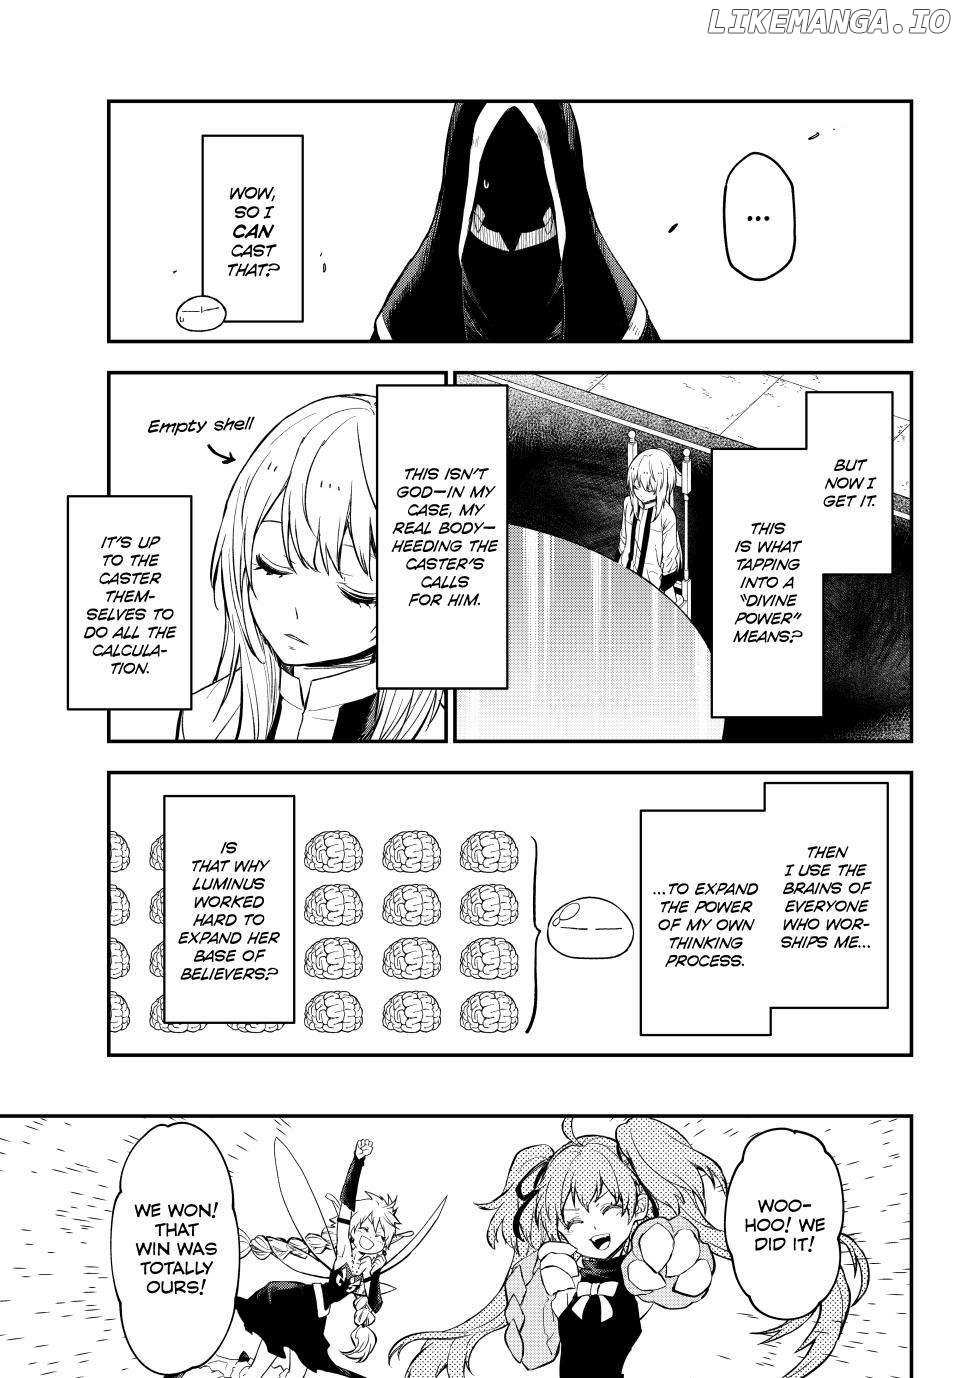 LIKEMANGA.IO
...
WOW,
SO I
CAN
CAST
THAT?
BUT
NOW I
GET IT.
THIS
IS WHAT
TAPPING
INTO A
"DIVINE
POWER"
MEANS?
THIS ISN'T
GOD—IN MY
CASE, MY
REAL BODY—
HEEDING THE
CASTER'S
CALLS
FOR HIM.
Empty shell
IT'S UP
TO THE
CASTER
THEM-
SELVES TO
DO ALL THE
CALCULA-
TION.
THEN
I USE THE
BRAINS OF
EVERYONE
WHO WOR-
SHIPS ME...
...TO EXPAND
THE POWER
OF MY OWN
THINKING
PROCESS.
IS
THAT WHY
LUMINUS
WORKED
HARD TO
EXPAND HER
BASE OF
BELIEVERS?
WOO-
HOO! WE
DID IT!
WE WON!
THAT
WIN WAS
TOTALLY
OURS!